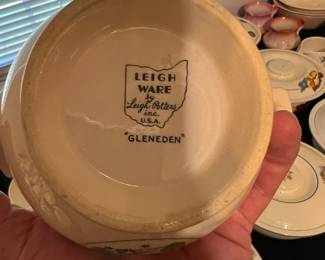 LEIGH
WARE
by
Leigh Potters
inc.
U.S.A.
"GLENEDEN"